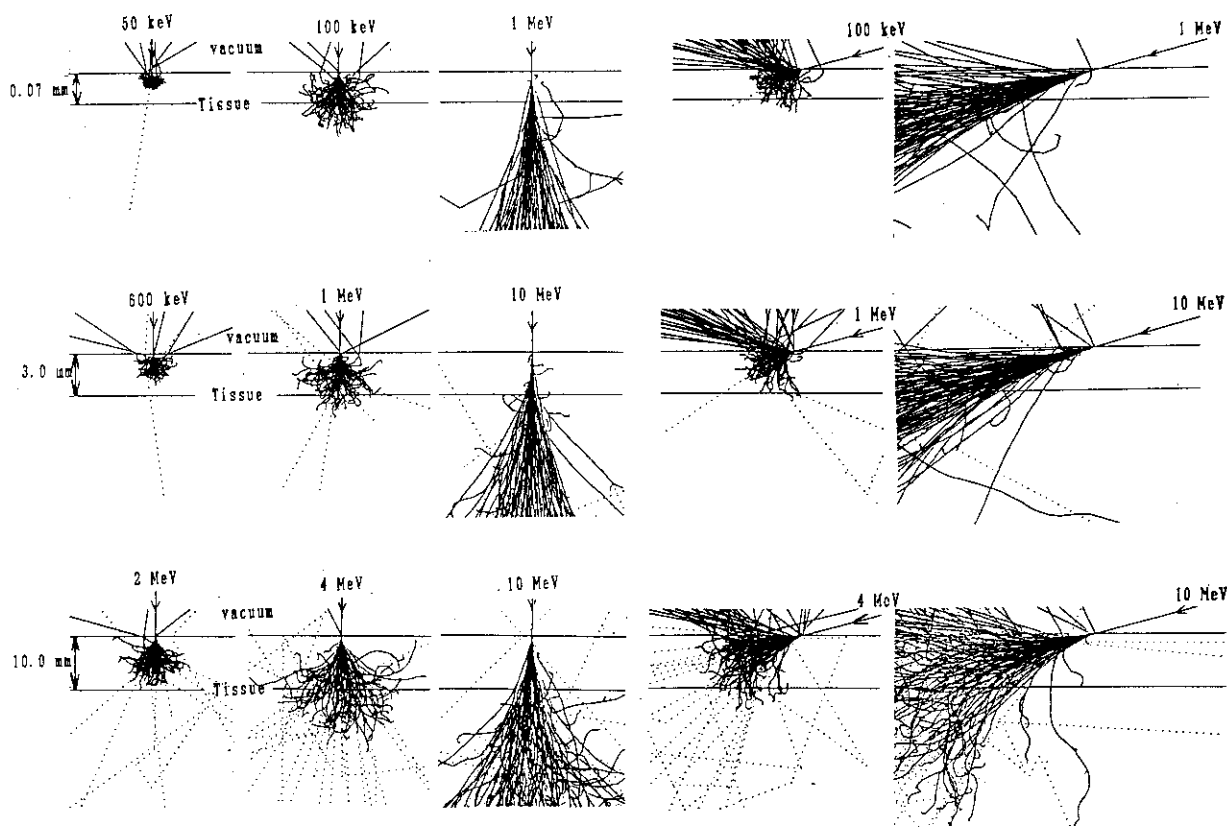 50 keV 100 keV 1 MeV 100 keV 1 MeV
vacuum
0.07 mm
Tissue
600 keV 1 MeV 10 MeV 1 MeV 10 MeV
vacuum
3.0 mm
Tissue
2 MeV 4 MeV 10 MeV 4 MeV 10 MeV
vacuum
10.0 mm
Tissue